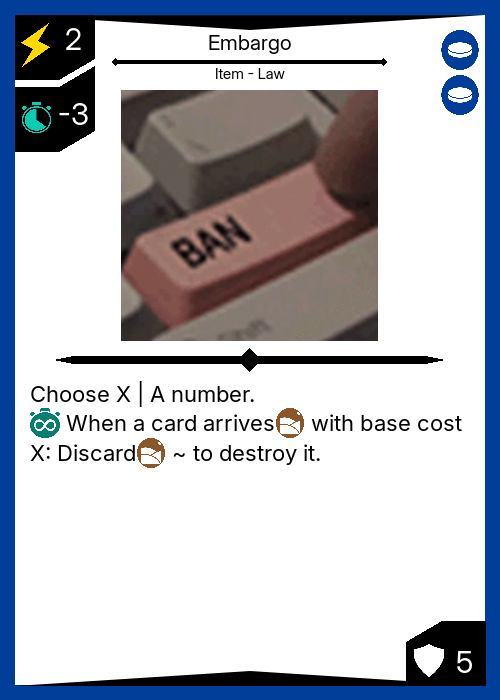 2
Embargo
Item - Law
-3
BAN
Choose X | A number.
When a card arrives with base cost
X: Discard ~ to destroy it.
5